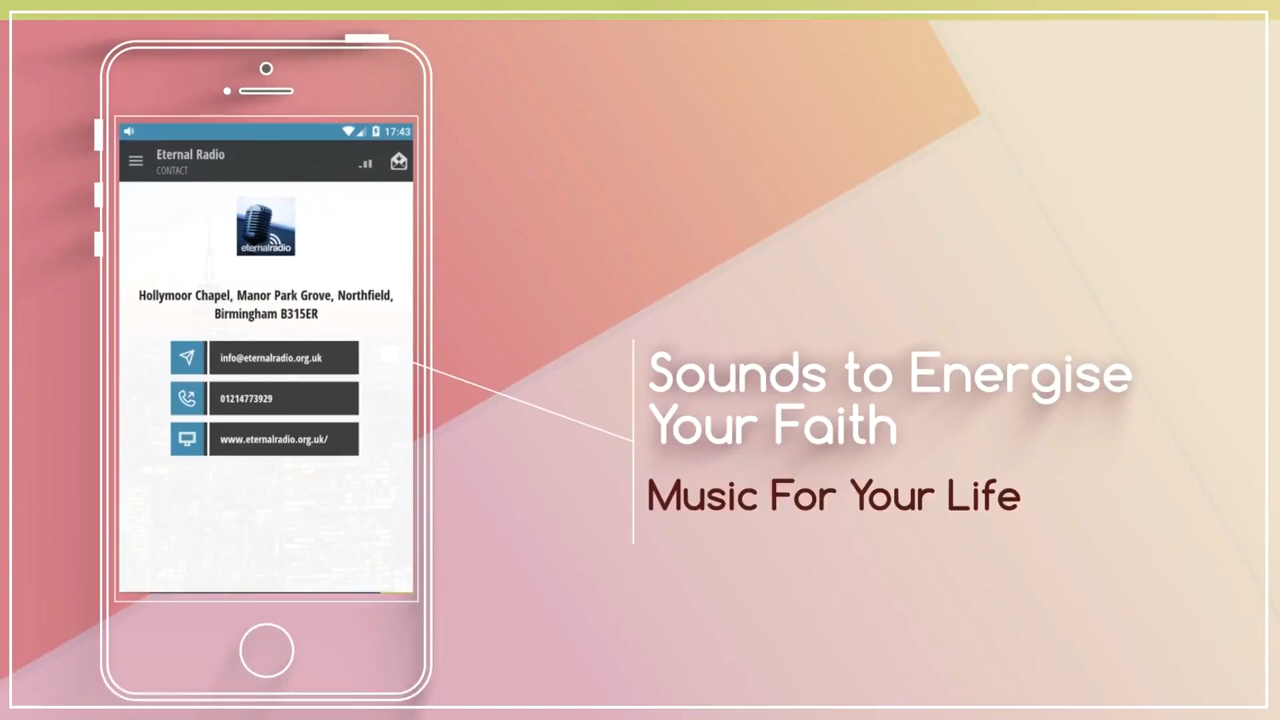 17:43
Eternal Radio
CONTACT
eternalradio
Hollymoor Chapel, Manor Park Grove, Northfield,
Birmingham B315ER
info@eternalradio.org.uk
01214773929
www.eternalradio.org.uk/
Sounds to Energise
Your Faith
Music For Your Life